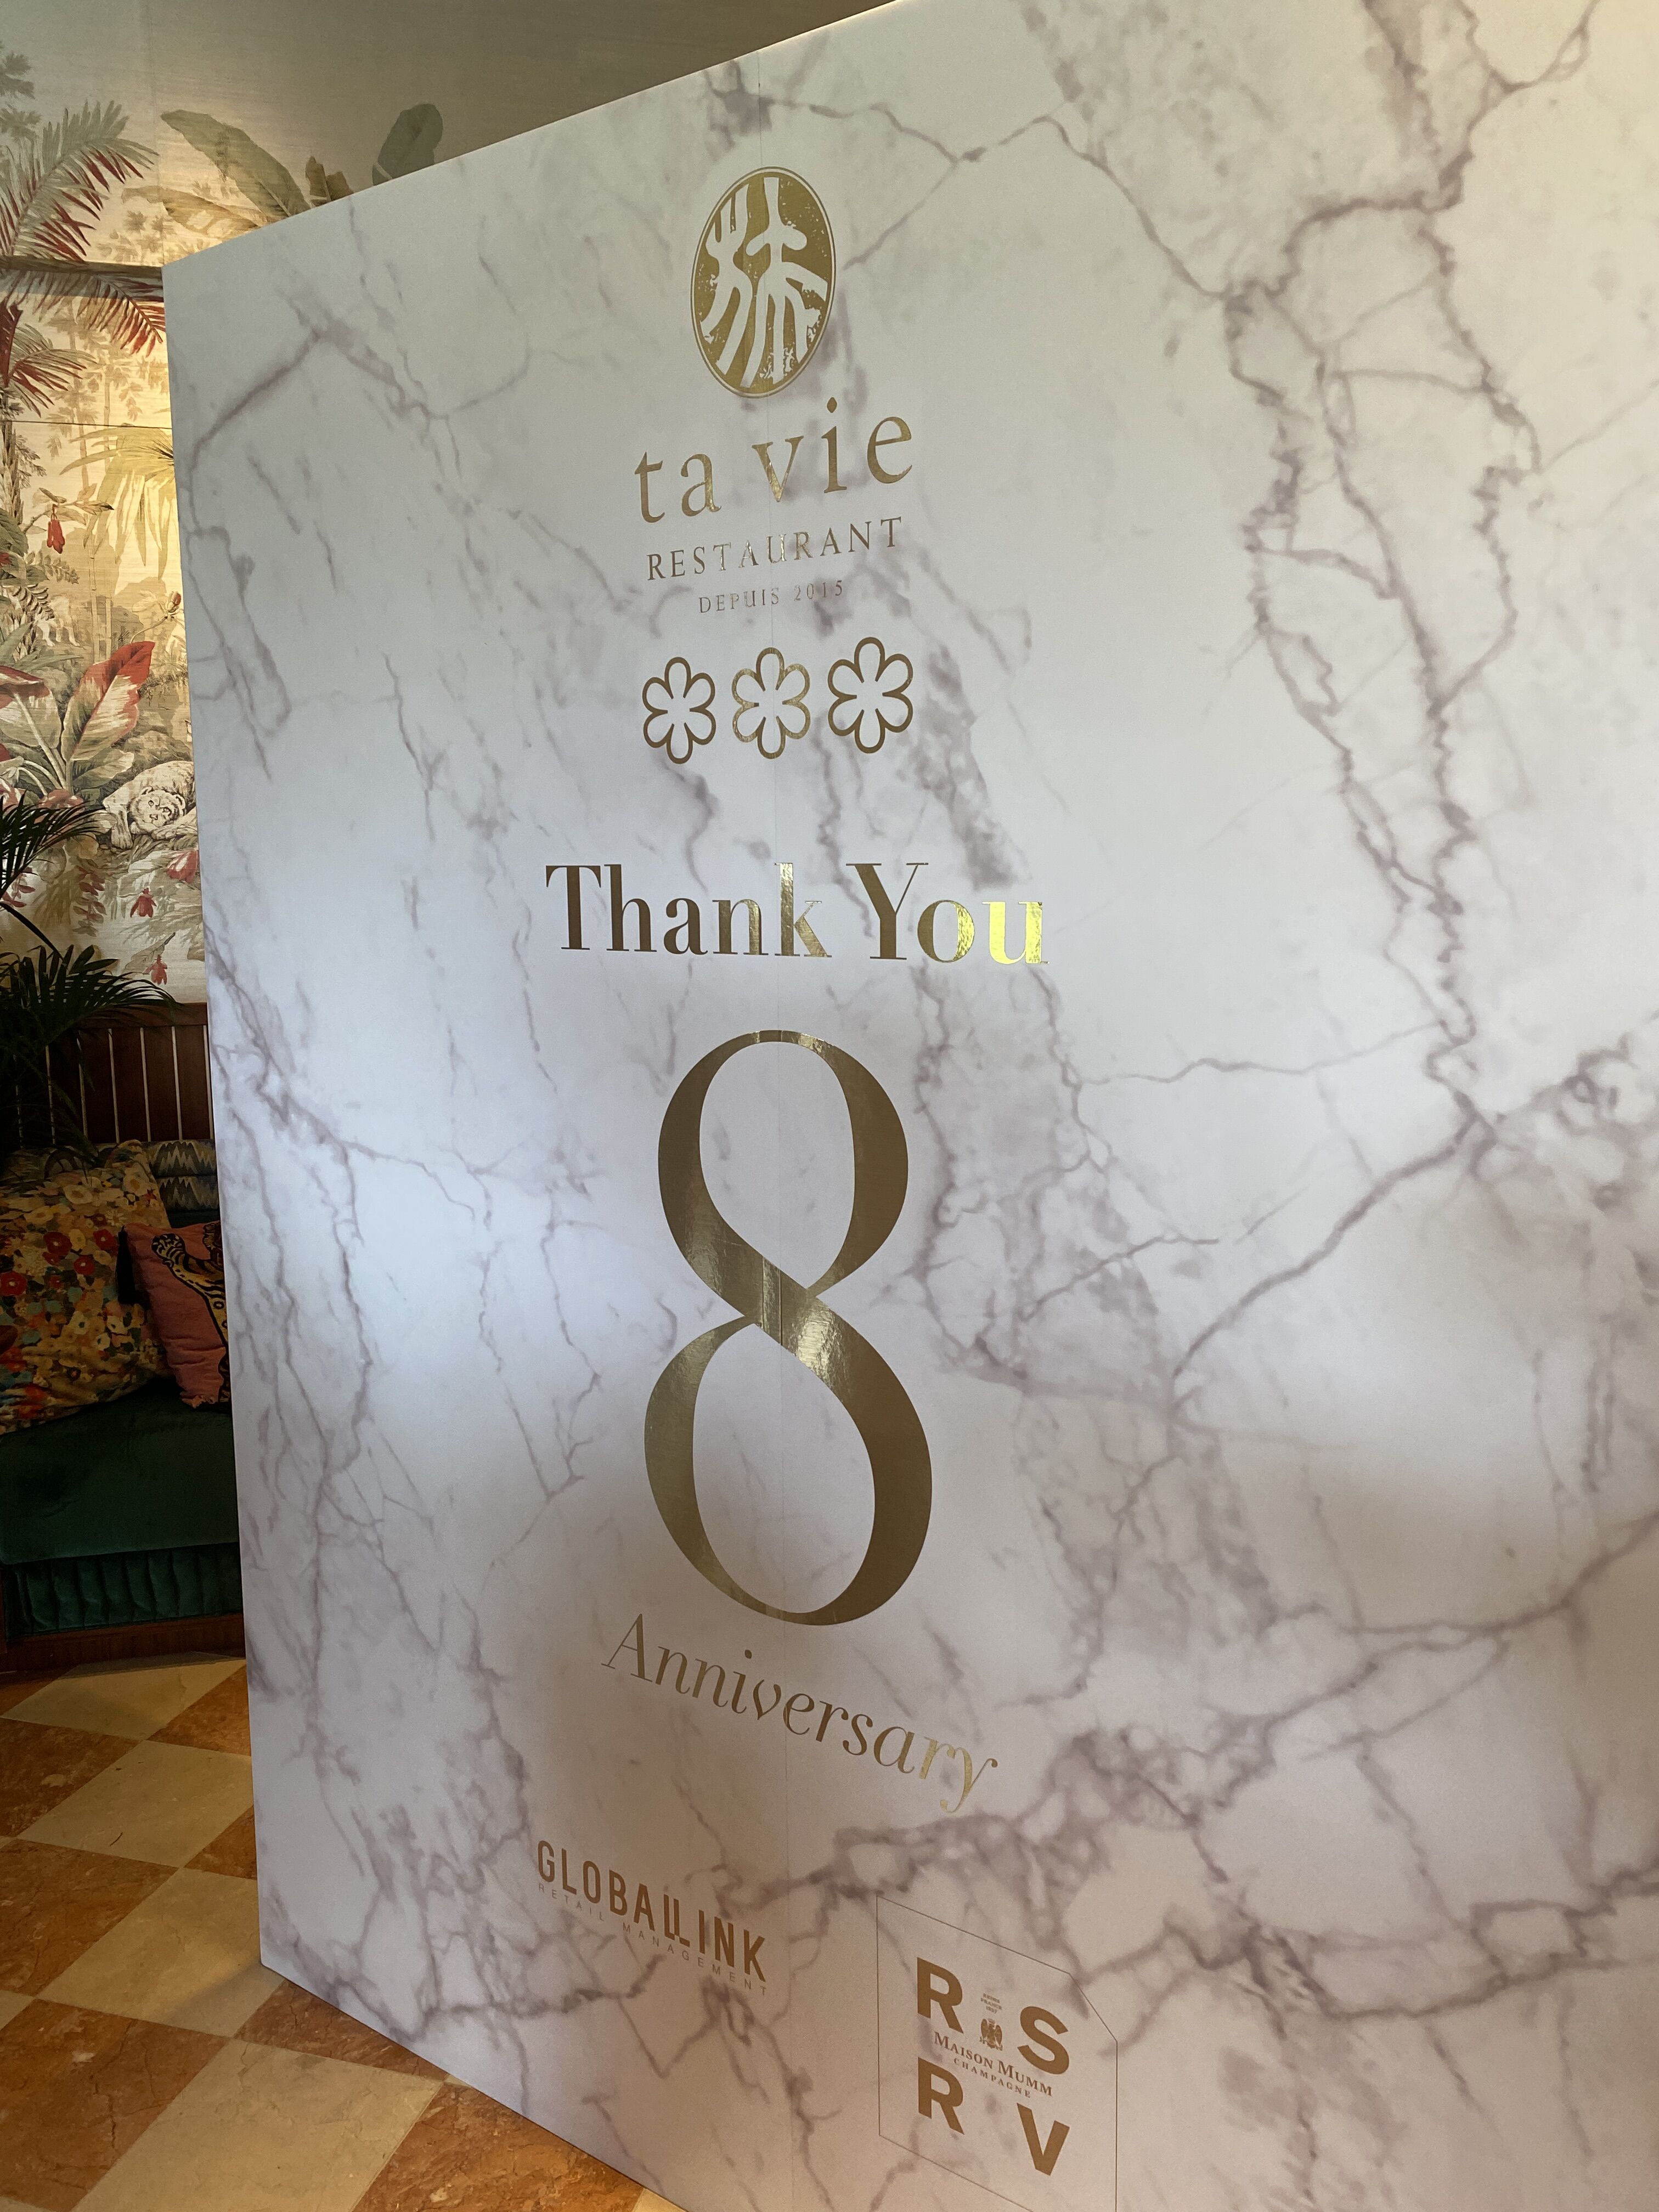 旅
ta vie
RESTAURANT
DEPUIS 2015
Thank You
8
Anniversary
GLOBALLINK
RETAIL MANAGEMENT
R S
MAISON MUMM
CHAMPAGNE
R V